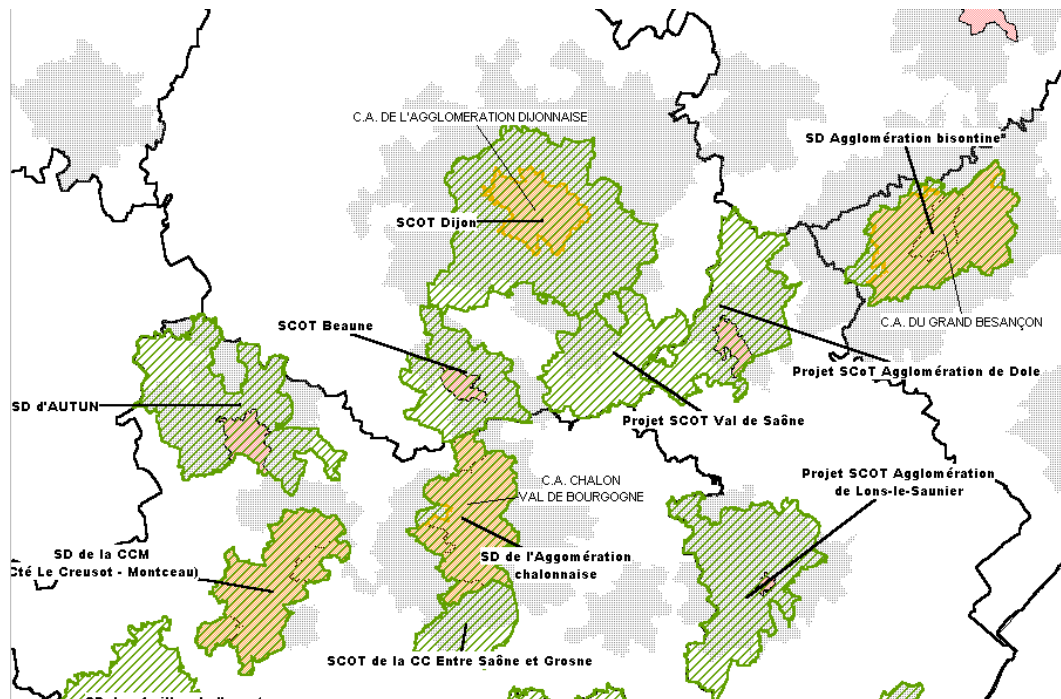 C.A. DE L'AGGLOMERATION DIJONNAISE
SD Agglomération bisontine*
SCOT Dijon
C.A. DU GRAND BESANÇON
SCOT Beaune
Projet SCoT Agglomération de Dole
SD d'AUTUN
Projet SCOT Val de Saône
Projet SCOT Agglomération
de Lons-le-Saunier
C.A. CHALON
VAL DE BOURGOGNE
SD de la CCM
Cté Le Creusot - Montceau)
SD de l'Aggomération
chalonnaise
SCOT de la CC Entre Saône et Grosne